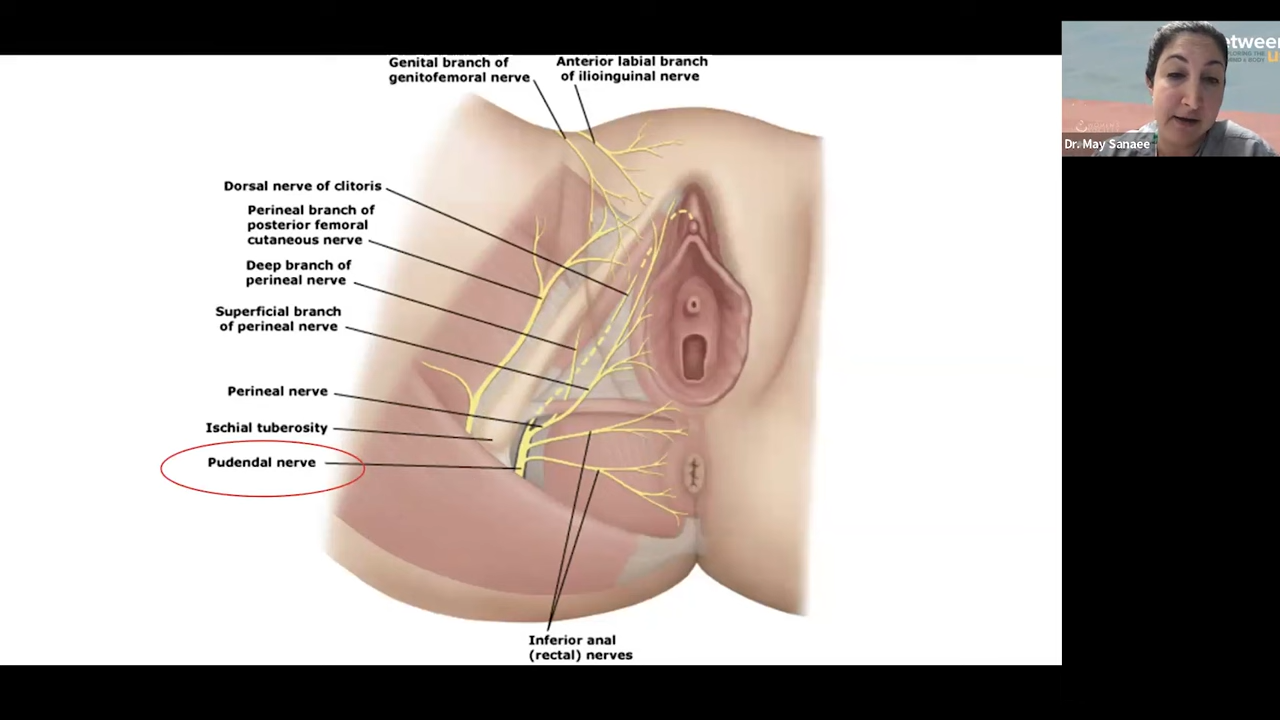 Genital branch of
genitofemoral nerve
Anterior labial branch
of ilioinguinal nerve
Dorsal nerve of clitoris
Perineal branch of
posterior femoral
cutaneous nerve
Deep branch of
perineal nerve
Superficial branch
of perineal nerve
Perineal nerve
Ischial tuberosity
Pudendal nerve
Inferior anal
(rectal) nerves
etween
Dr. May Sanaee